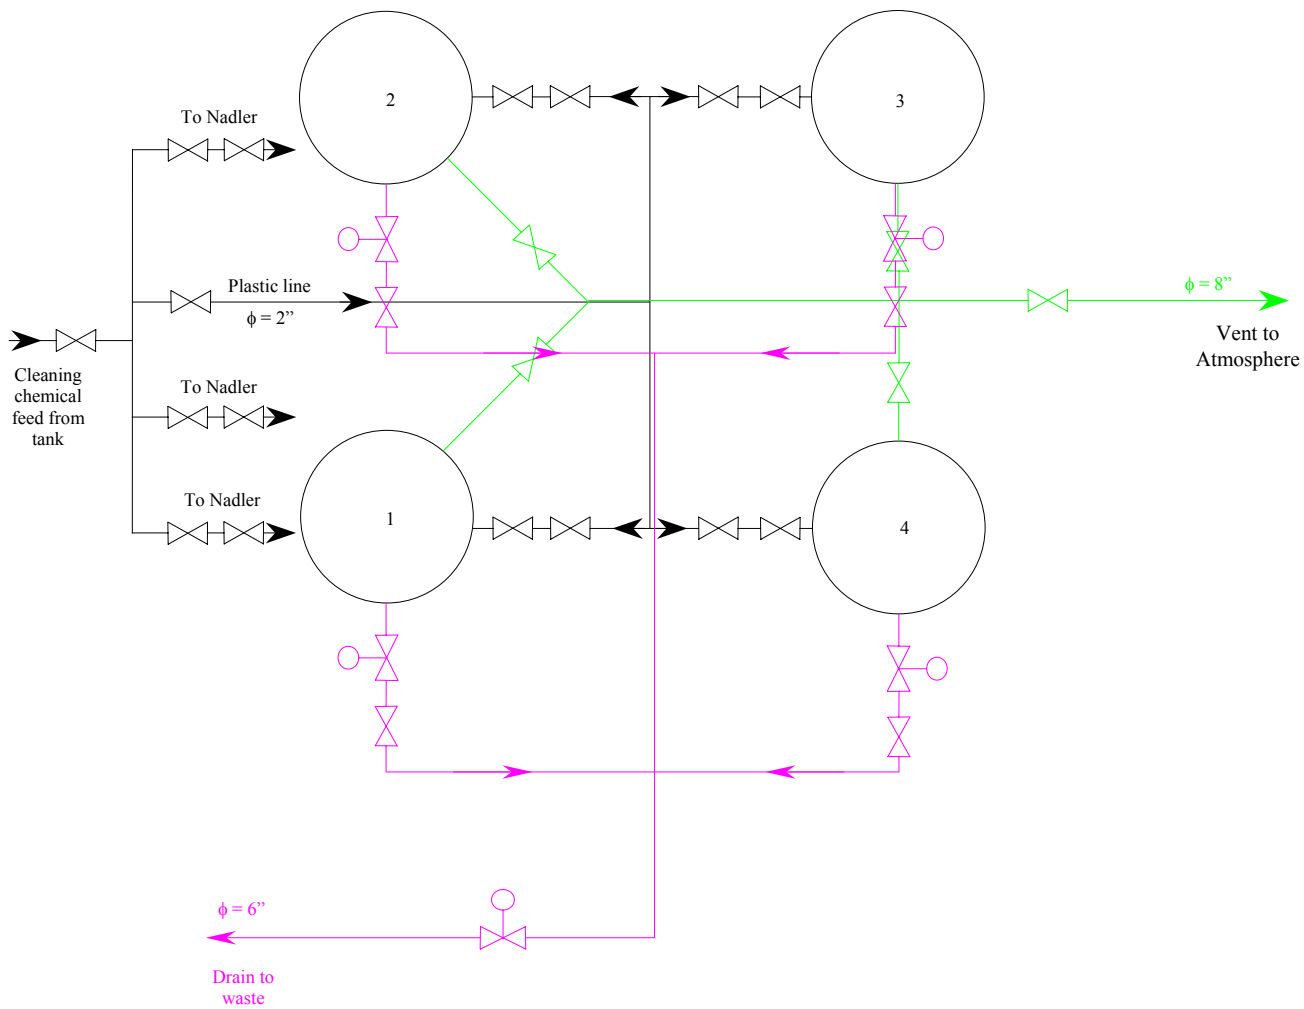 2
3
To Nadler
Plastic line
ϕ = 2”
ϕ = 8”
Vent to
Atmosphere
Cleaning
chemical
feed from
tank
To Nadler
To Nadler
1
4
ϕ = 6”
Drain to
waste